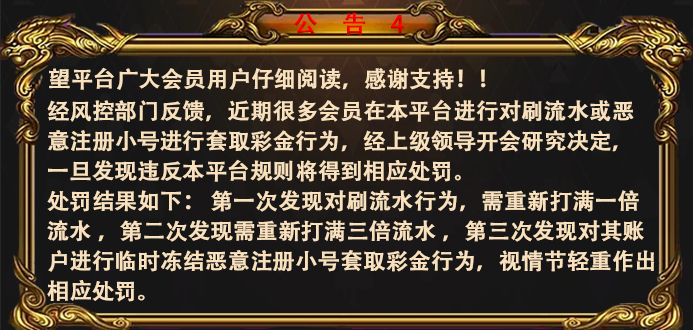 公 告 4
望平台广大会员用户仔细阅读，感谢支持！！
经风控部门反馈，近期很多会员在本平台进行对刷流水或恶
意注册小号进行套取彩金行为，经上级领导开会研究决定，
一旦发现违反本平台规则将得到相应处罚。
处罚结果如下： 第一次发现对刷流水行为，需重新打满一倍
流水 ，第二次发现需重新打满三倍流水 ，第三次发现对其账
户进行临时冻结恶意注册小号套取彩金行为，视情节轻重作出
相应处罚。